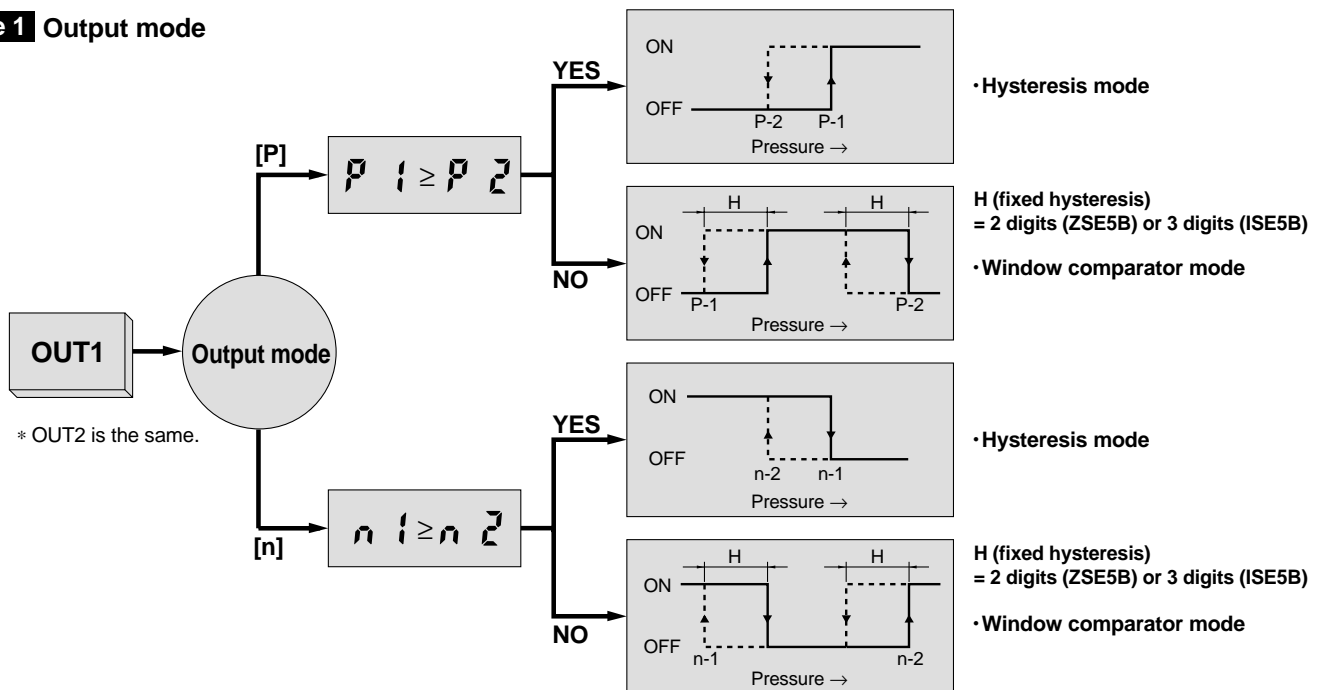 e 1 Output mode
OUT1
∗ OUT2 is the same.
Output mode
[P]
P 1 ≥ P 2
YES
ON
OFF
P-2 P-1
Pressure →
·Hysteresis mode
NO
H H
ON
OFF
P-1 P-2
Pressure →
H (fixed hysteresis)
= 2 digits (ZSE5B) or 3 digits (ISE5B)
·Window comparator mode
[n]
n 1 ≥ n 2
YES
ON
OFF
n-2 n-1
Pressure →
·Hysteresis mode
NO
H H
ON
OFF
n-1 n-2
Pressure →
H (fixed hysteresis)
= 2 digits (ZSE5B) or 3 digits (ISE5B)
·Window comparator mode